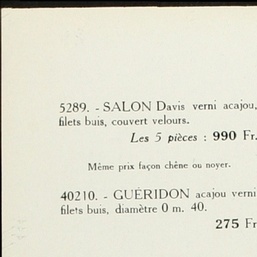 5289. - SALON Davis verni acajou,
filets buis, couvert velours.
Les 5 pièces : 990 Fr.
Même prix façon chêne ou noyer.
40210. - GUÉRIDON acajou verni
filets buis, diamètre 0 m. 40.
275 Fr